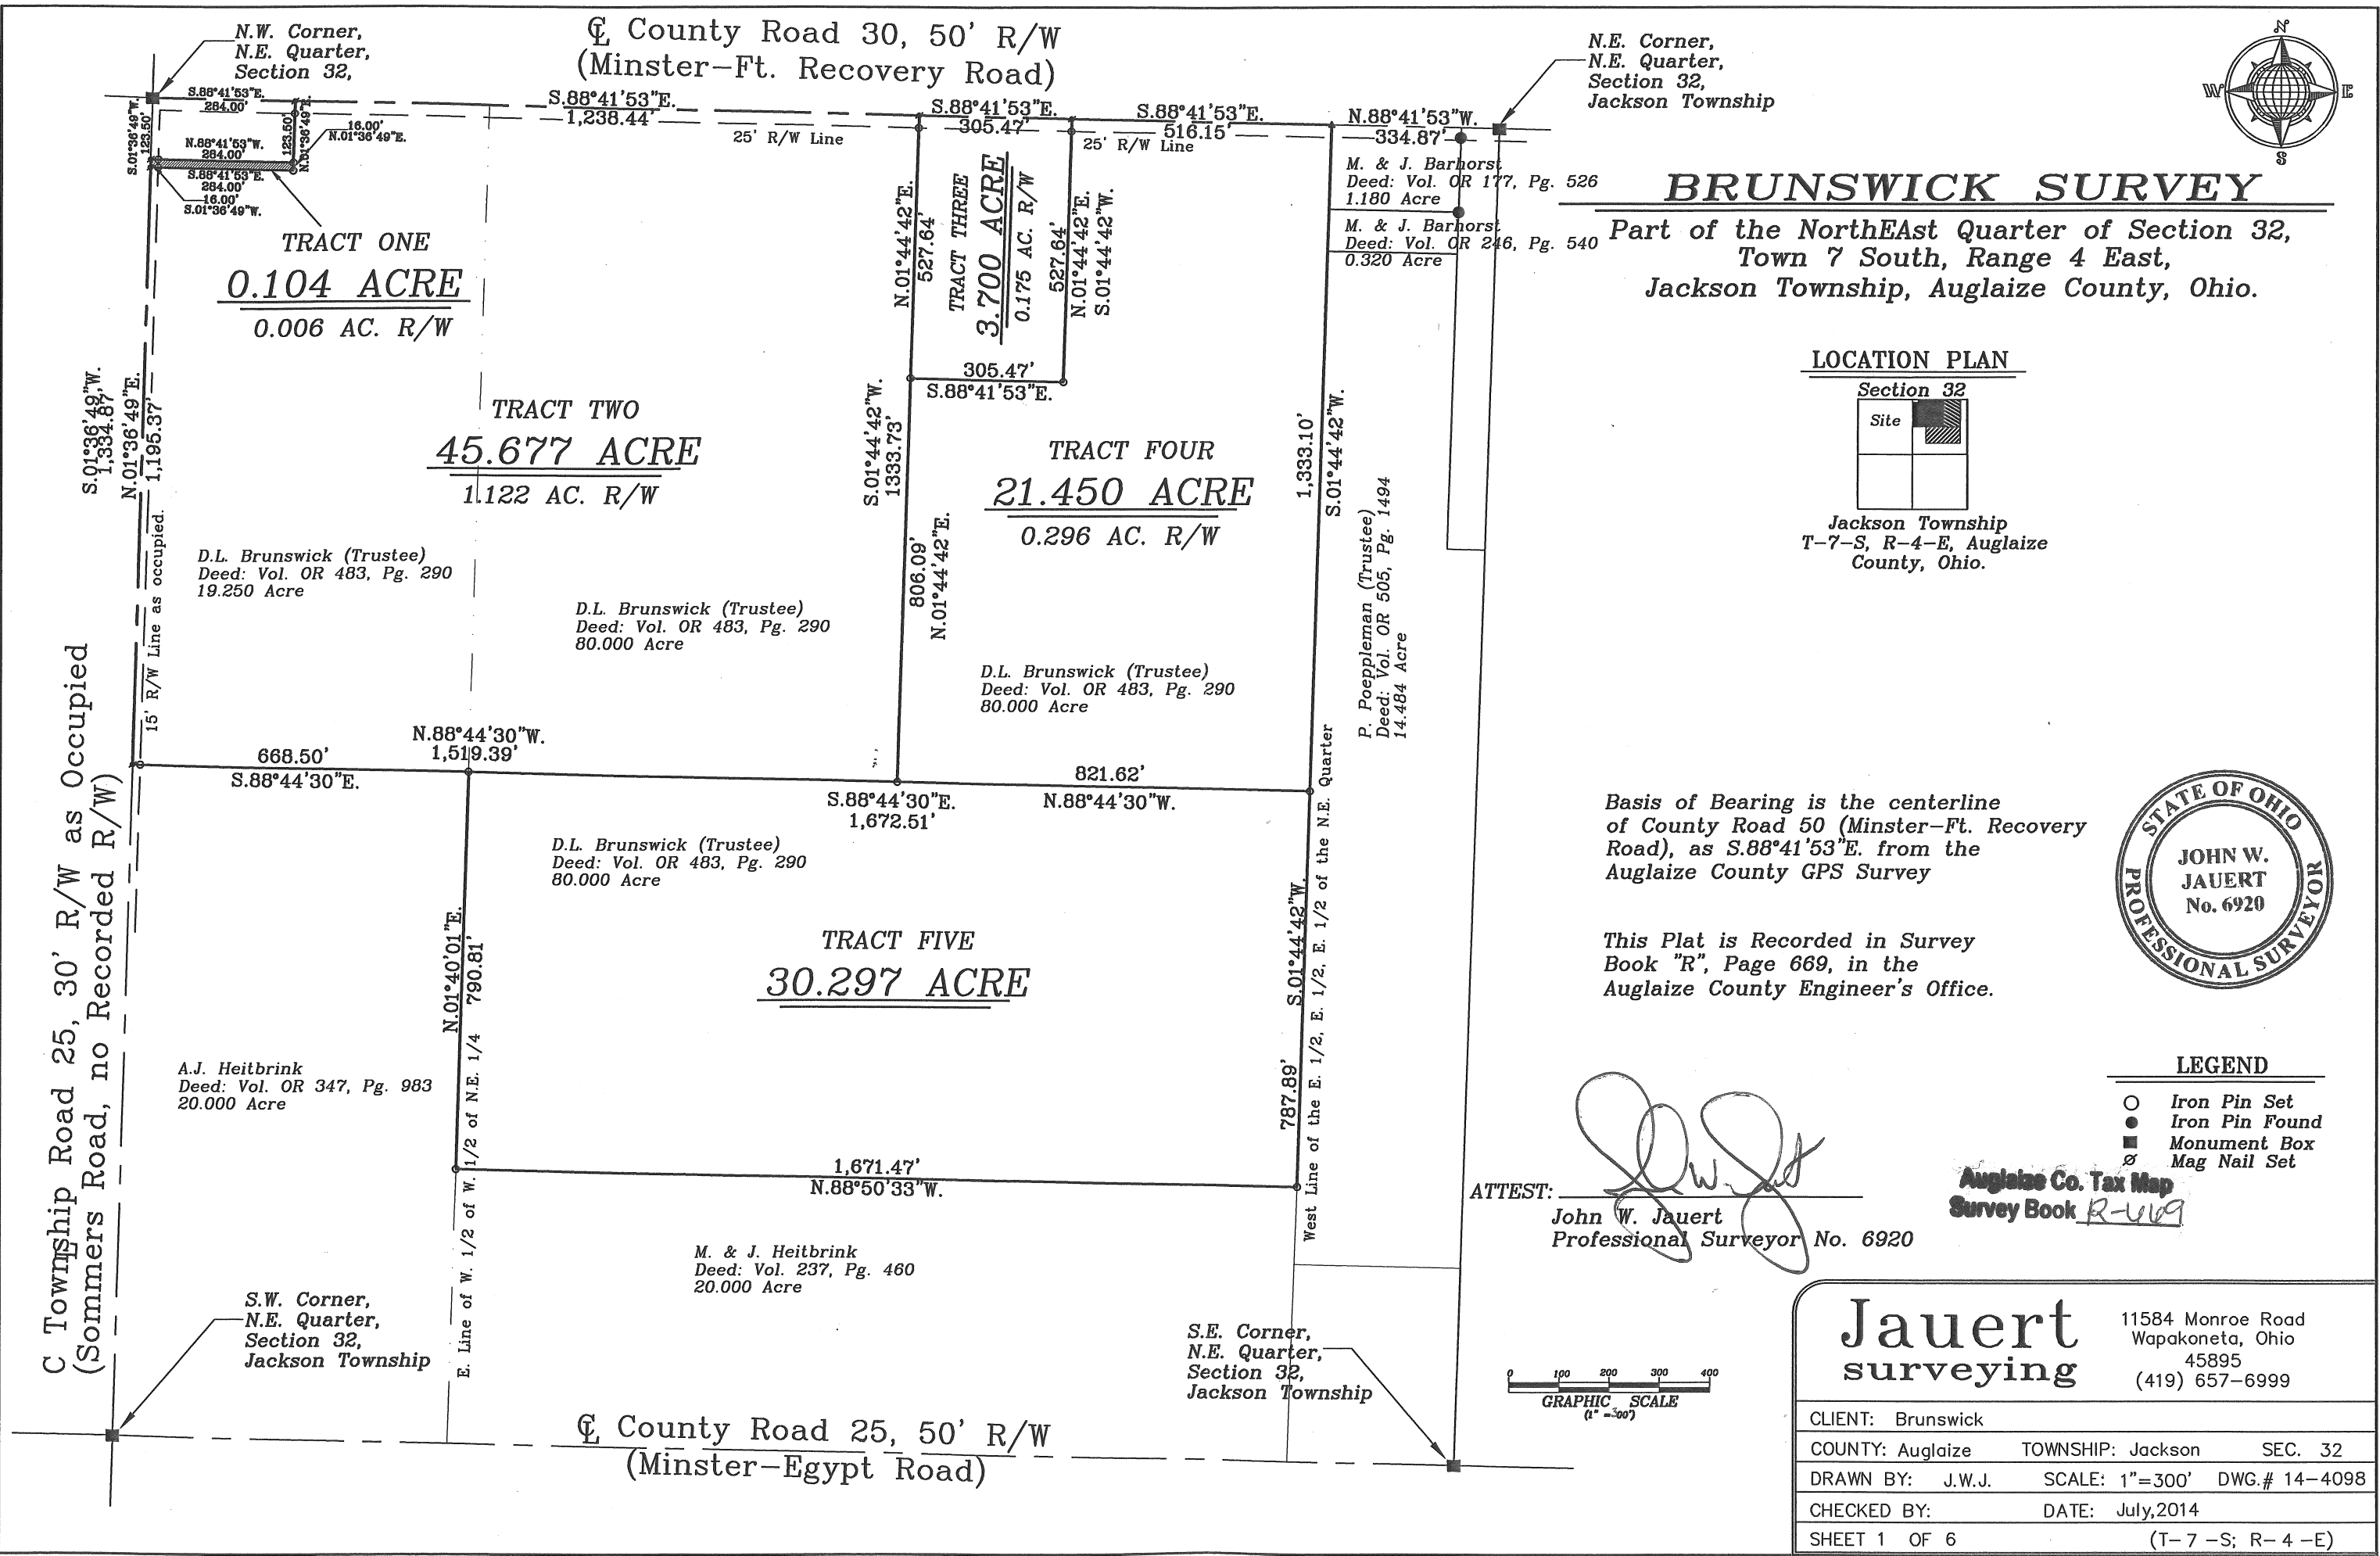 N.W. Corner,
N.E. Quarter,
Section 32,
℄ County Road 30, 50' R/W
(Minster-Ft. Recovery Road)
N.E. Corner,
N.E. Quarter,
Section 32,
Jackson Township
N
W
E
S
S.88°41'53"E.
284.00'
S.88°41'53"E.
1,238.44'
S.88°41'53"E.
305.47'
S.88°41'53"E.
516.15'
N.88°41'53"W.
334.87'
25' R/W Line
25' R/W Line
S.01°36'49"W.
123.50'
123.50'
N.01°36'49"E.
16.00'
N.01°36'49"E.
N.88°41'53"W.
284.00'
S.88°41'53"E.
284.00'
16.00'
S.01°36'49"W.
TRACT ONE
0.104 ACRE
0.006 AC. R/W
N.01°44'42"E.
527.64'
TRACT THREE
3.700 ACRE
0.175 AC. R/W
527.64'
N.01°44'42"E.
S.01°44'42"W.
305.47'
S.88°41'53"E.
M. & J. Barhorst
Deed: Vol. OR 177, Pg. 526
1.180 Acre
M. & J. Barhorst
Deed: Vol. OR 246, Pg. 540
0.320 Acre
BRUNSWICK SURVEY
Part of the NorthEAst Quarter of Section 32,
Town 7 South, Range 4 East,
Jackson Township, Auglaize County, Ohio.
LOCATION PLAN
Section 32
Site
Jackson Township
T-7-S, R-4-E, Auglaize
County, Ohio.
S.01°36'49"W.
1,334.87'
N.01°36'49"E.
1,195.37'
15' R/W Line as occupied.
TRACT TWO
45.677 ACRE
1.122 AC. R/W
S.01°44'42"W.
1333.73'
806.09'
N.01°44'42"E.
TRACT FOUR
21.450 ACRE
0.296 AC. R/W
1,333.10'
S.01°44'42"W.
P. Poeppleman (Trustee)
Deed: Vol. OR 505, Pg. 1494
14.484 Acre
D.L. Brunswick (Trustee)
Deed: Vol. OR 483, Pg. 290
19.250 Acre
D.L. Brunswick (Trustee)
Deed: Vol. OR 483, Pg. 290
80.000 Acre
D.L. Brunswick (Trustee)
Deed: Vol. OR 483, Pg. 290
80.000 Acre
668.50'
S.88°44'30"E.
N.88°44'30"W.
1,519.39'
S.88°44'30"E.
1,672.51'
821.62'
N.88°44'30"W.
D.L. Brunswick (Trustee)
Deed: Vol. OR 483, Pg. 290
80.000 Acre
TRACT FIVE
30.297 ACRE
N.01°40'01"E.
790.81'
E. Line of W. 1/2 of W. 1/2 of N.E. 1/4
S.01°44'42"W.
787.89'
West Line of the E. 1/2, E. 1/2, E. 1/2 of the N.E. Quarter
1,671.47'
N.88°50'33"W.
A.J. Heitbrink
Deed: Vol. OR 347, Pg. 983
20.000 Acre
M. & J. Heitbrink
Deed: Vol. 237, Pg. 460
20.000 Acre
C Township Road 25, 30' R/W as Occupied
(Sommers Road, no Recorded R/W)
S.W. Corner,
N.E. Quarter,
Section 32,
Jackson Township
S.E. Corner,
N.E. Quarter,
Section 32,
Jackson Township
℄ County Road 25, 50' R/W
(Minster-Egypt Road)
0 100 200 300 400
GRAPHIC SCALE
(1" =300')
Basis of Bearing is the centerline
of County Road 50 (Minster-Ft. Recovery
Road), as S.88°41'53"E. from the
Auglaize County GPS Survey
This Plat is Recorded in Survey
Book "R", Page 669, in the
Auglaize County Engineer's Office.
STATE OF OHIO
JOHN W.
JAUERT
No. 6920
PROFESSIONAL SURVEYOR
LEGEND
Iron Pin Set
Iron Pin Found
Monument Box
Mag Nail Set
Auglaize Co. Tax Map
Survey Book R-669
ATTEST:
John W. Jauert
Professional Surveyor No. 6920
Jauert
surveying
11584 Monroe Road
Wapakoneta, Ohio
45895
(419) 657-6999
CLIENT: Brunswick
COUNTY: Auglaize TOWNSHIP: Jackson SEC. 32
DRAWN BY: J.W.J. SCALE: 1"=300' DWG.# 14-4098
CHECKED BY: DATE: July,2014
SHEET 1 OF 6 (T-7-S; R-4-E)